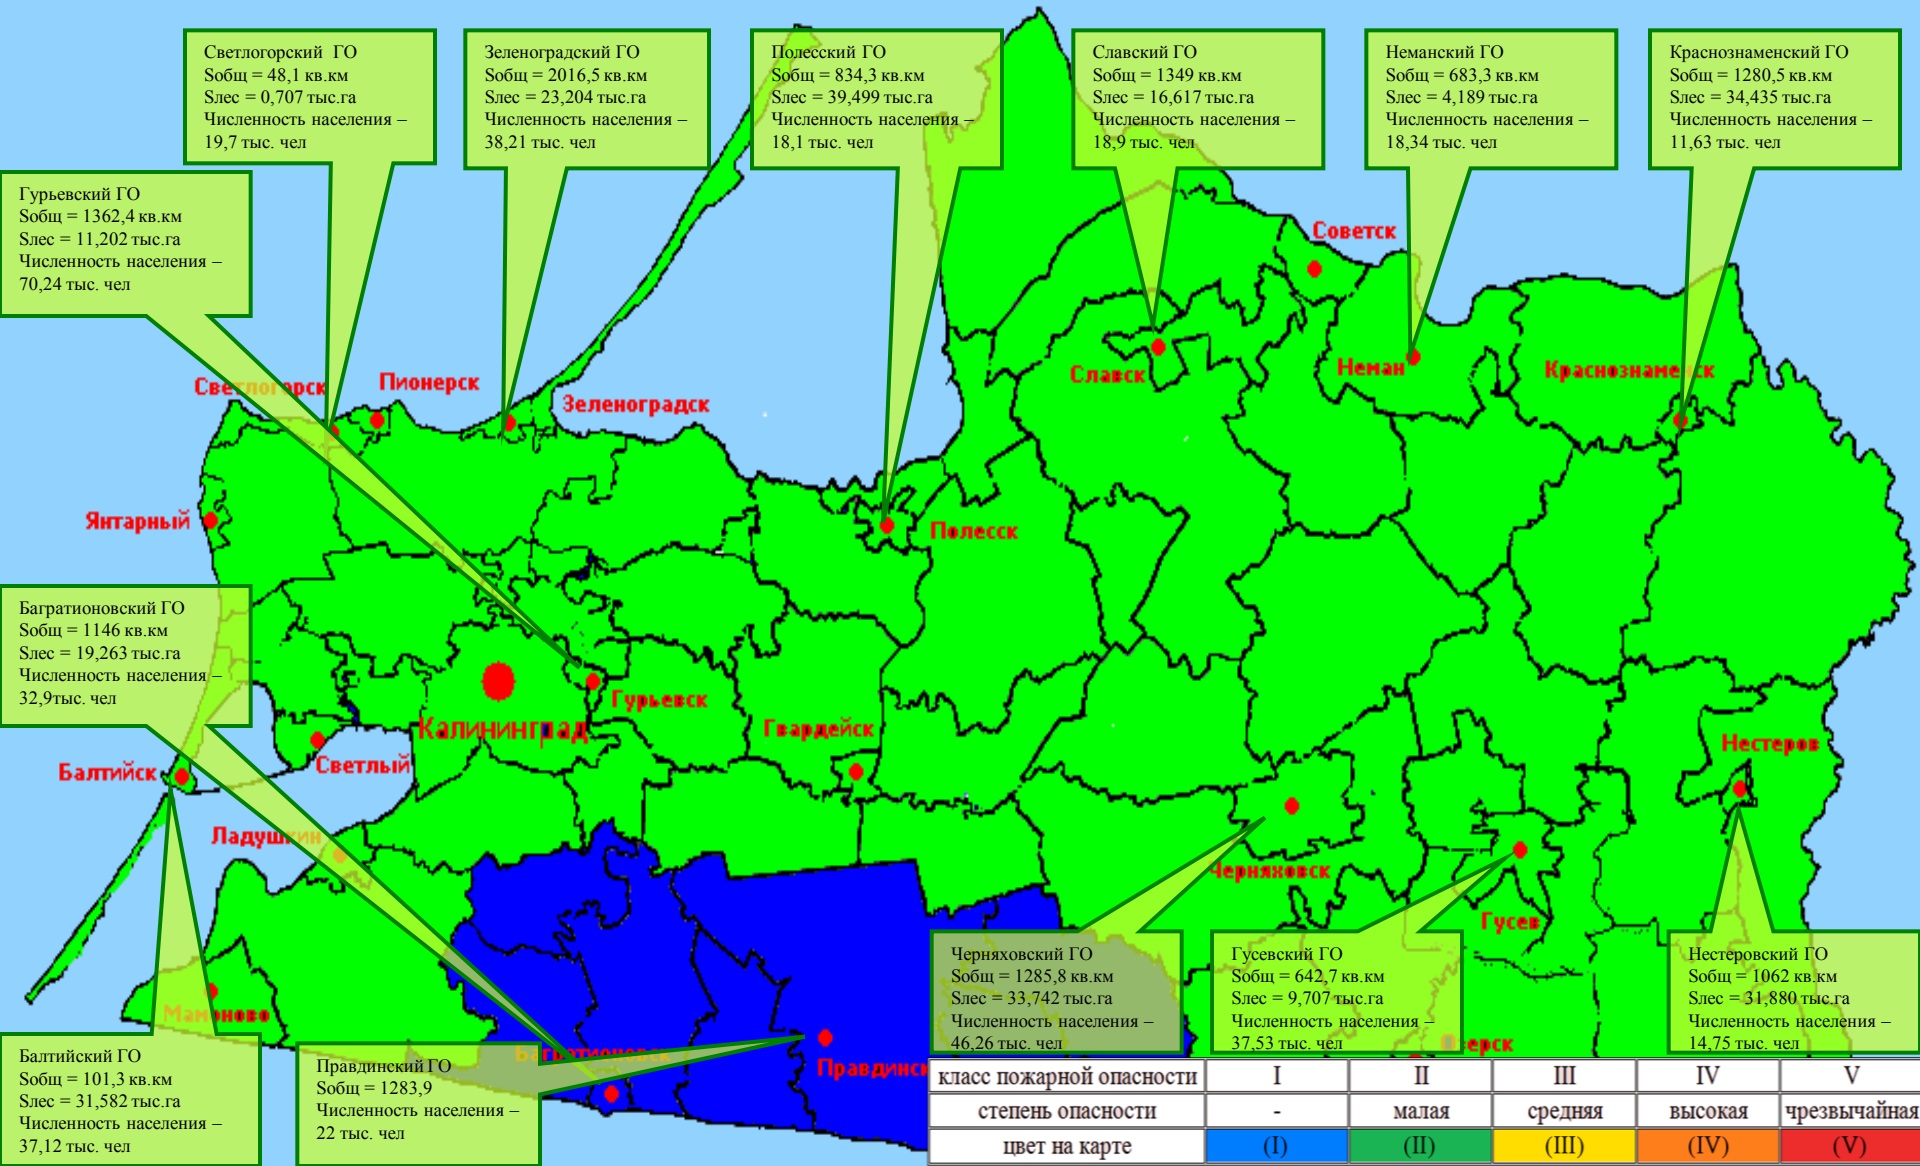 Светлогорский ГО
Sобщ = 48,1 кв.км
Sлес = 0,707 тыс.га
Численность населения –
19,7 тыс. чел
Зеленоградский ГО
Sобщ = 2016,5 кв.км
Sлес = 23,204 тыс.га
Численность населения –
38,21 тыс. чел
Полесский ГО
Sобщ = 834,3 кв.км
Sлес = 39,499 тыс.га
Численность населения –
18,1 тыс. чел
Славский ГО
Sобщ = 1349 кв.км
Sлес = 16,617 тыс.га
Численность населения –
18,9 тыс. чел
Неманский ГО
Sобщ = 683,3 кв.км
Sлес = 4,189 тыс.га
Численность населения –
18,34 тыс. чел
Краснознаменский ГО
Sобщ = 1280,5 кв.км
Sлес = 34,435 тыс.га
Численность населения –
11,63 тыс. чел
Гурьевский ГО
Sобщ = 1362,4 кв.км
Sлес = 11,202 тыс.га
Численность населения –
70,24 тыс. чел
Советск
Светлогорск
Пионерск
Зеленоградск
Славск
Неман
Краснознаменск
Янтарный
Полесск
Багратионовский ГО
Sобщ = 1146 кв.км
Sлес = 19,263 тыс.га
Численность населения –
32,9тыс. чел
Гурьевск
Калининград
Гвардейск
Нестеров
Балтийск
Светлый
Ладушкин
Черняховск
Гусев
Мамоново
Черняховский ГО
Sобщ = 1285,8 кв.км
Sлес = 33,742 тыс.га
Численность населения –
46,26 тыс. чел
Гусевский ГО
Sобщ = 642,7 кв.км
Sлес = 9,707 тыс.га
Численность населения –
37,53 тыс. чел
Нестеровский ГО
Sобщ = 1062 кв.км
Sлес = 31,880 тыс.га
Численность населения –
14,75 тыс. чел
Балтийский ГО
Sобщ = 101,3 кв.км
Sлес = 31,582 тыс.га
Численность населения –
37,12 тыс. чел
Багратионовск
Правдинский ГО
Sобщ = 1283,9
Численность населения –
22 тыс. чел
Правдинск
зерск
класс пожарной опасности I II III IV V
степень опасности - малая средняя высокая чрезвычайная
цвет на карте (I) (II) (III) (IV) (V)